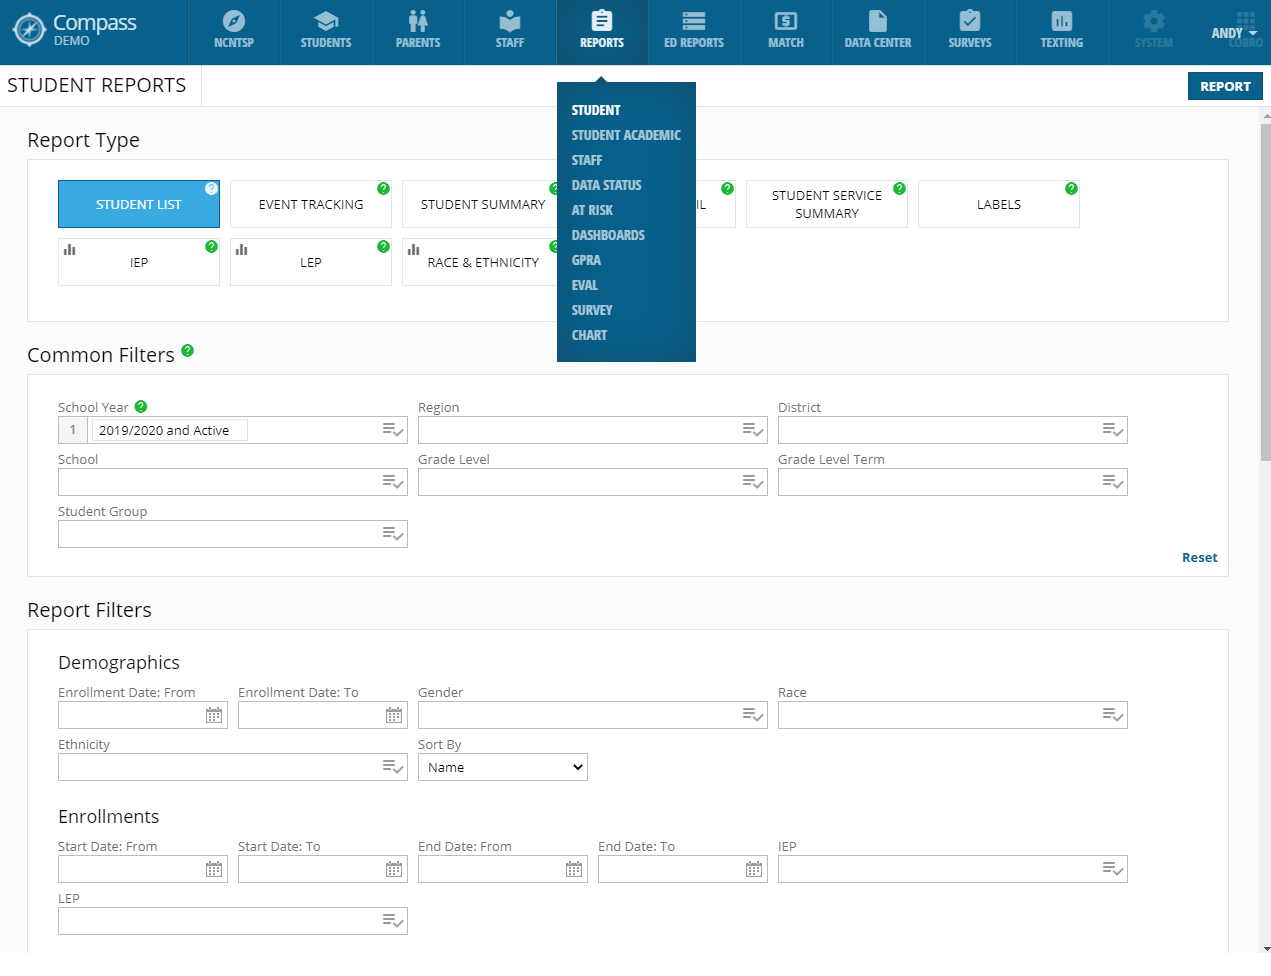 Compass
DEMO
NCNTSP
STUDENTS
PARENTS
STAFF
REPORTS
ED REPORTS
MATCH
DATA CENTER
SURVEYS
TEXTING
SYSTEM
COBRO
ANDY
STUDENT REPORTS
REPORT
STUDENT
STUDENT ACADEMIC
STAFF
DATA STATUS
AT RISK
DASHBOARDS
GPRA
EVAL
SURVEY
CHART
Report Type
STUDENT LIST
EVENT TRACKING
STUDENT SUMMARY
IL
STUDENT SERVICE
SUMMARY
LABELS
IEP
LEP
RACE & ETHNICITY
Common Filters
School Year
Region
District
1
2019/2020 and Active
School
Grade Level
Grade Level Term
Student Group
Reset
Report Filters
Demographics
Enrollment Date: From
Enrollment Date: To
Gender
Race
Ethnicity
Sort By
Name
Enrollments
Start Date: From
Start Date: To
End Date: From
End Date: To
IEP
LEP